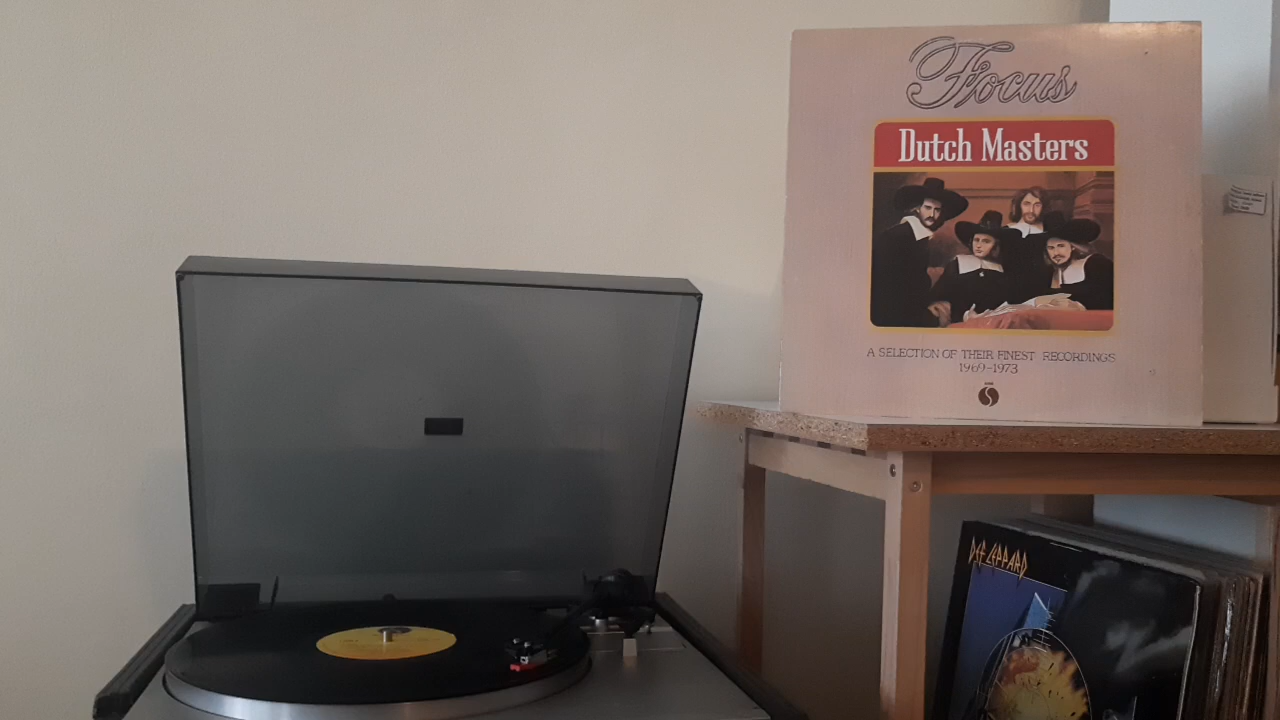 Focus
Dutch Masters
A SELECTION OF THEIR FINEST RECORDINGS
1969-1973
DEF LEPPARD